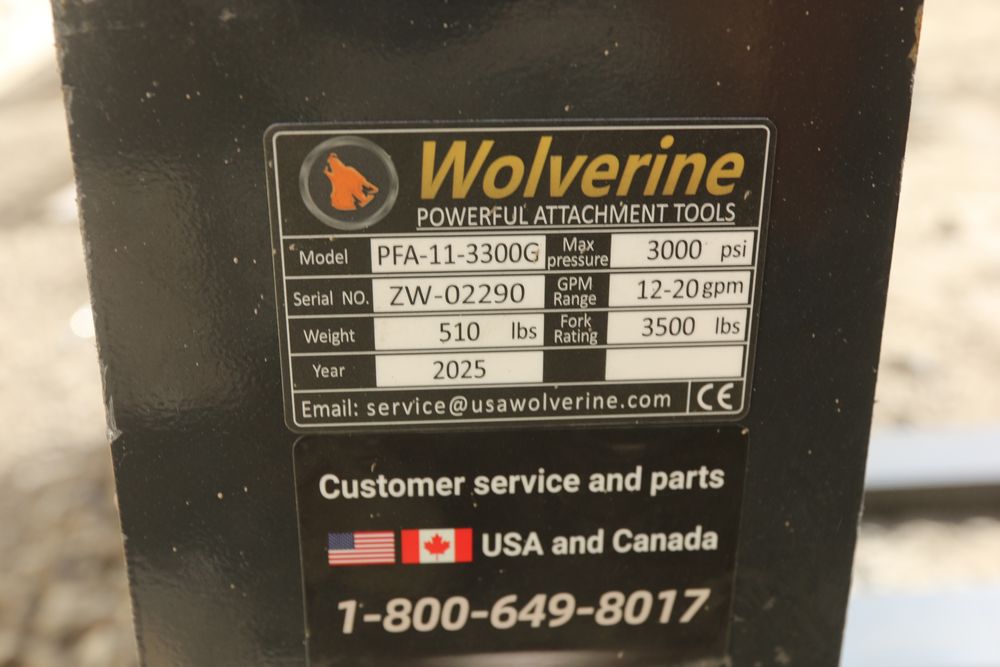 Wolverine
POWERFUL ATTACHMENT TOOLS
Model PFA-11-3300G Max pressure 3000 psi
Serial NO. ZW-02290 GPM Range 12-20 gpm
Weight 510 lbs Fork Rating 3500 lbs
Year 2025
Email: service@usawolverine.com CE
Customer service and parts
USA and Canada
1-800-649-8017